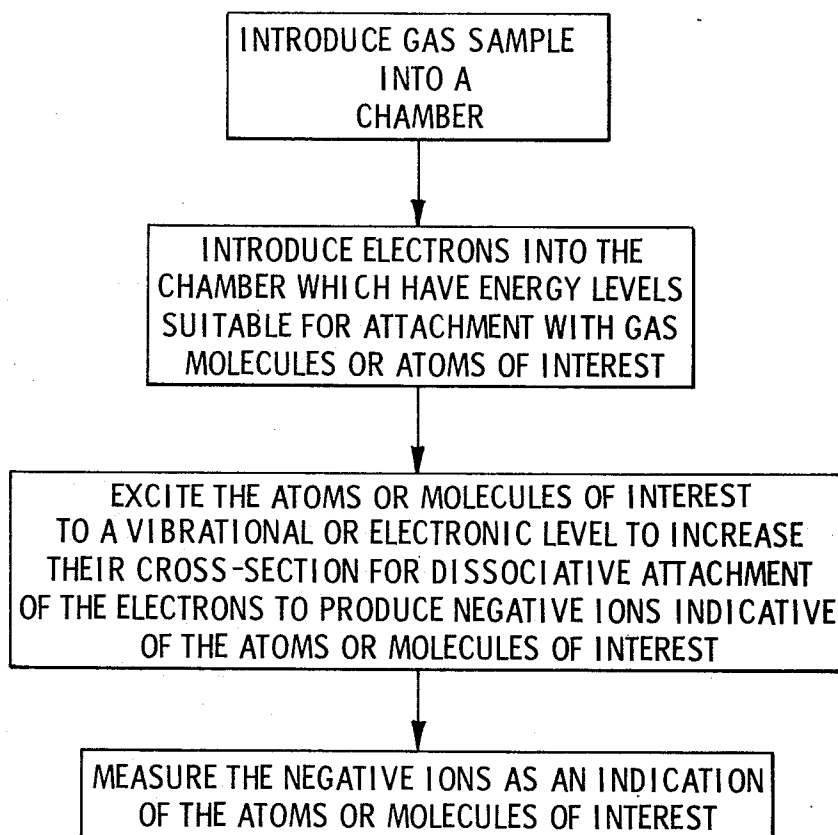 INTRODUCE GAS SAMPLE
INTO A
CHAMBER
INTRODUCE ELECTRONS INTO THE
CHAMBER WHICH HAVE ENERGY LEVELS
SUITABLE FOR ATTACHMENT WITH GAS
MOLECULES OR ATOMS OF INTEREST
EXCITE THE ATOMS OR MOLECULES OF INTEREST
TO A VIBRATIONAL OR ELECTRONIC LEVEL TO INCREASE
THEIR CROSS-SECTION FOR DISSOCIATIVE ATTACHMENT
OF THE ELECTRONS TO PRODUCE NEGATIVE IONS INDICATIVE
OF THE ATOMS OR MOLECULES OF INTEREST
MEASURE THE NEGATIVE IONS AS AN INDICATION
OF THE ATOMS OR MOLECULES OF INTEREST